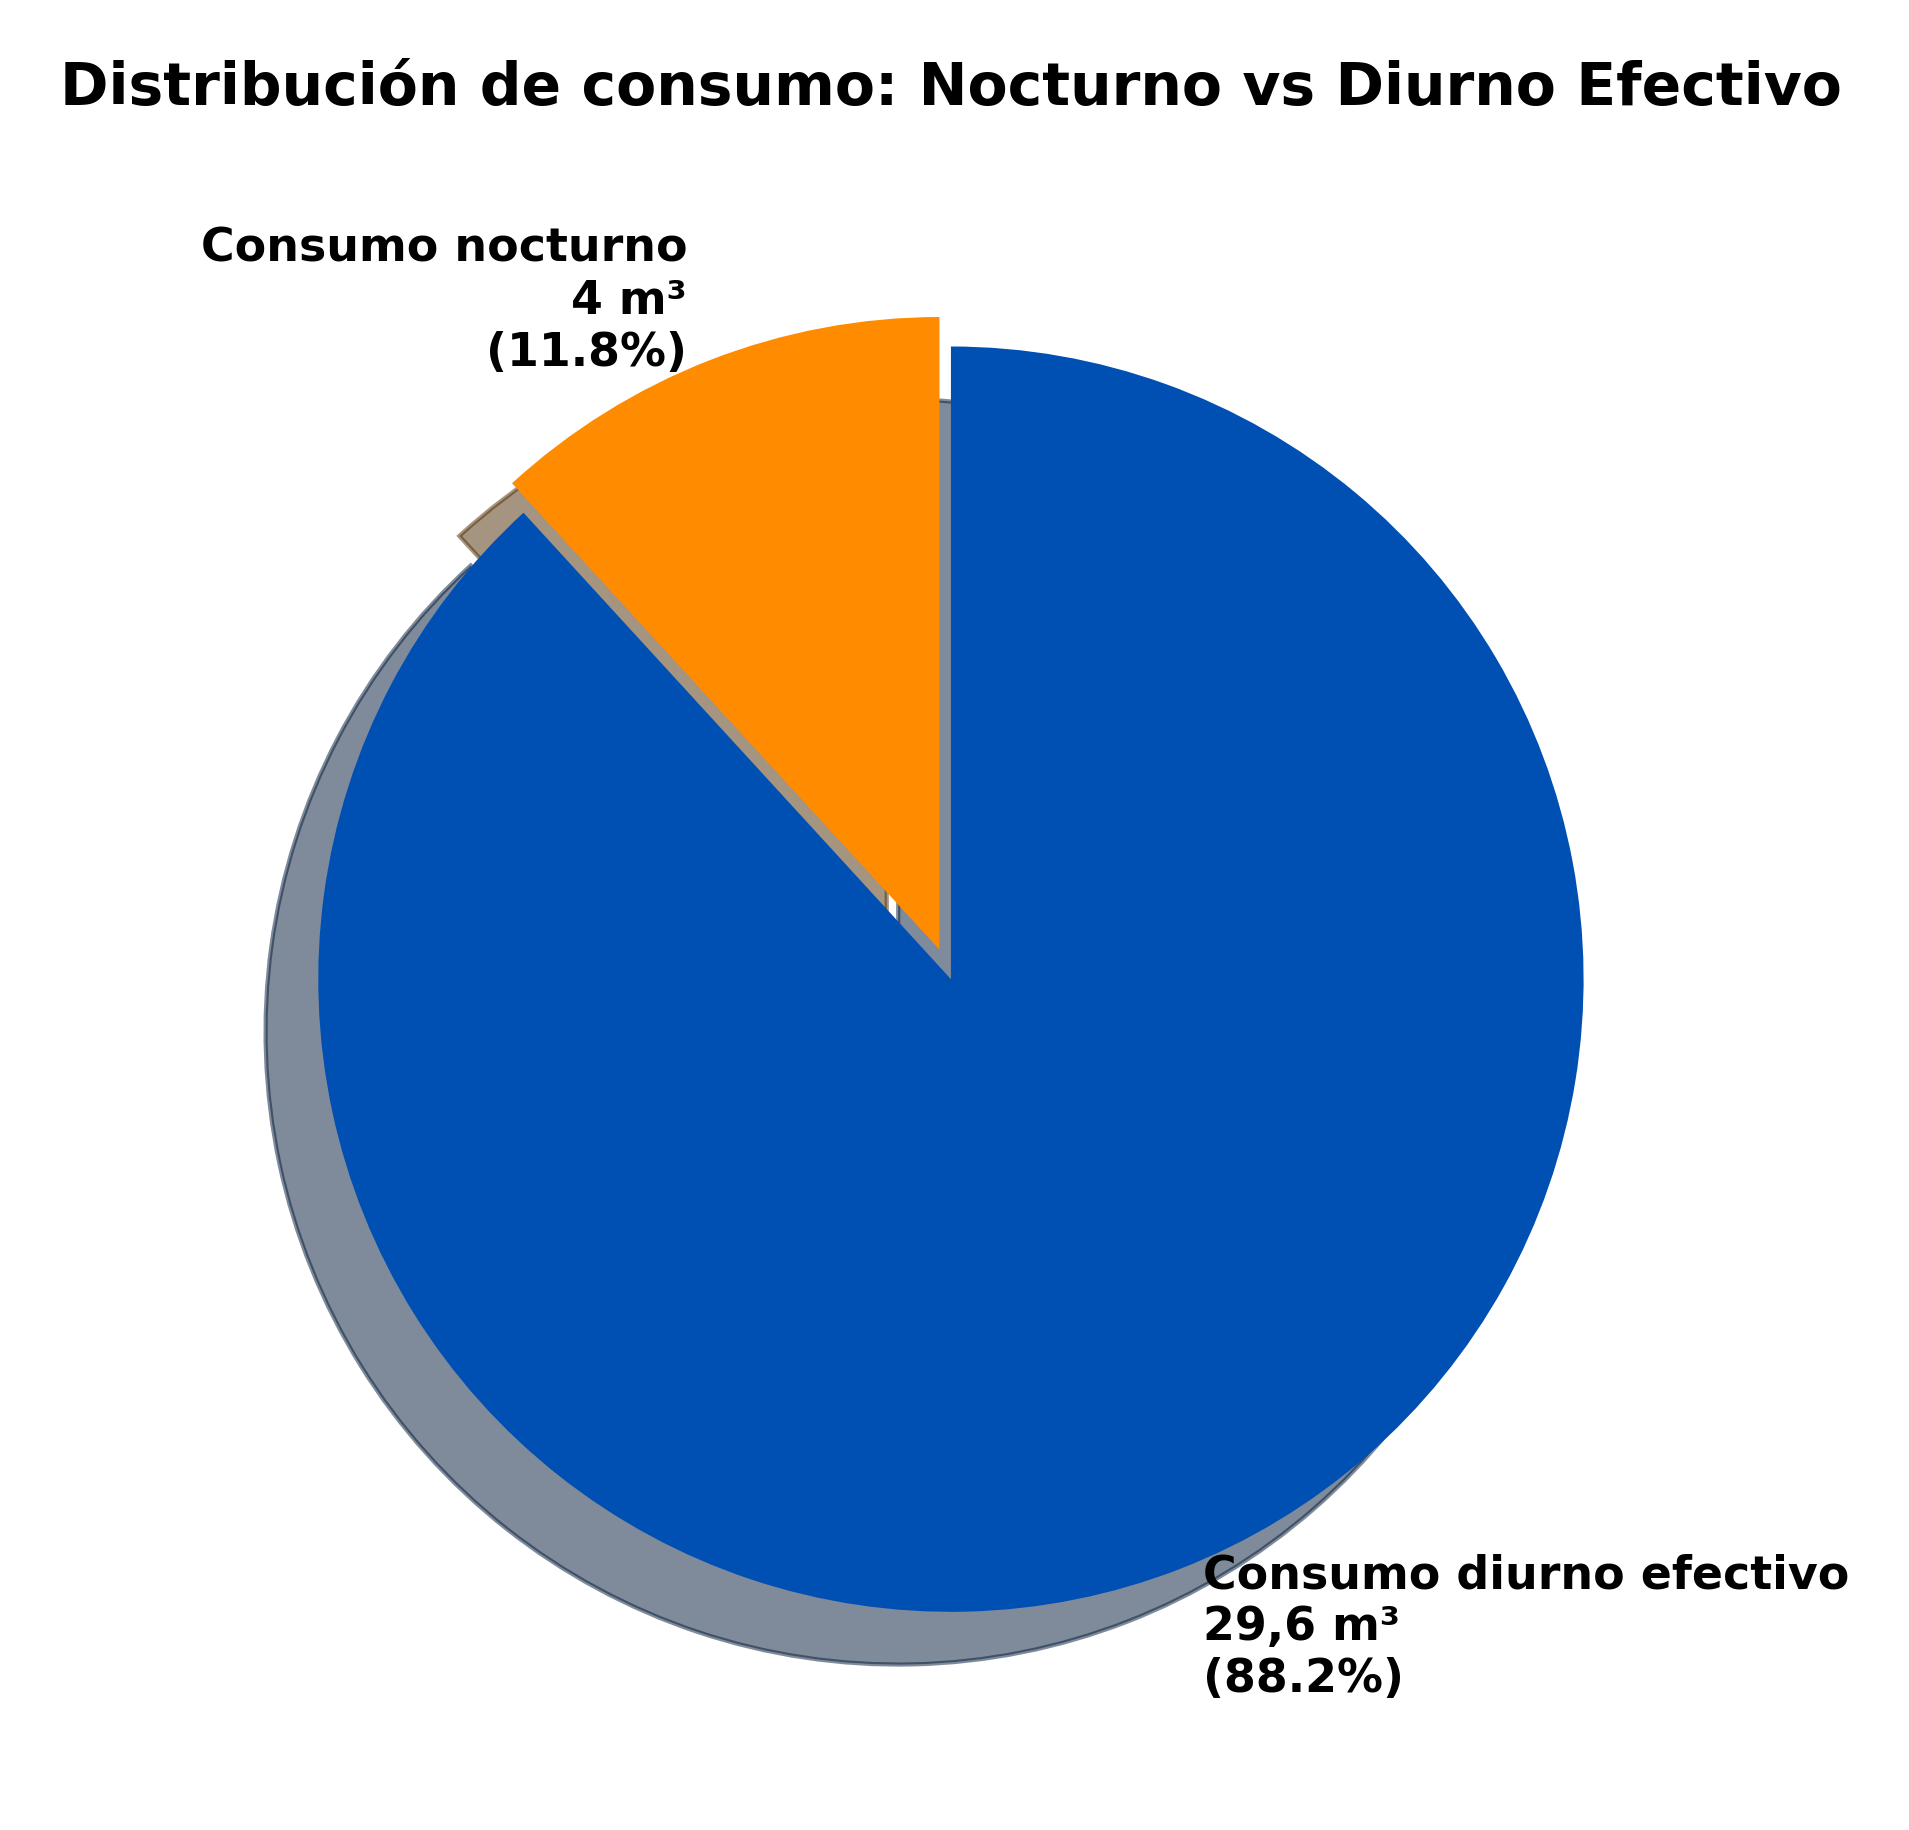 Distribución de consumo: Nocturno vs Diurno Efectivo
Consumo nocturno
4 m³
(11.8%)
Consumo diurno efectivo
29,6 m³
(88.2%)